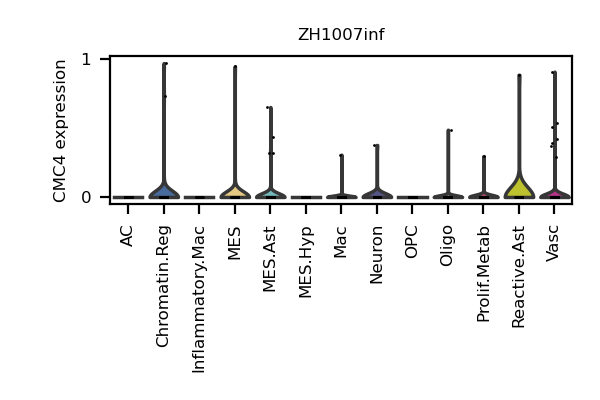 ZH1007inf
CMC4 expression
1
0
AC
Chromatin.Reg
Inflammatory.Mac
MES
MES.Ast
MES.Hyp
Mac
Neuron
OPC
Oligo
Prolif.Metab
Reactive.Ast
Vasc